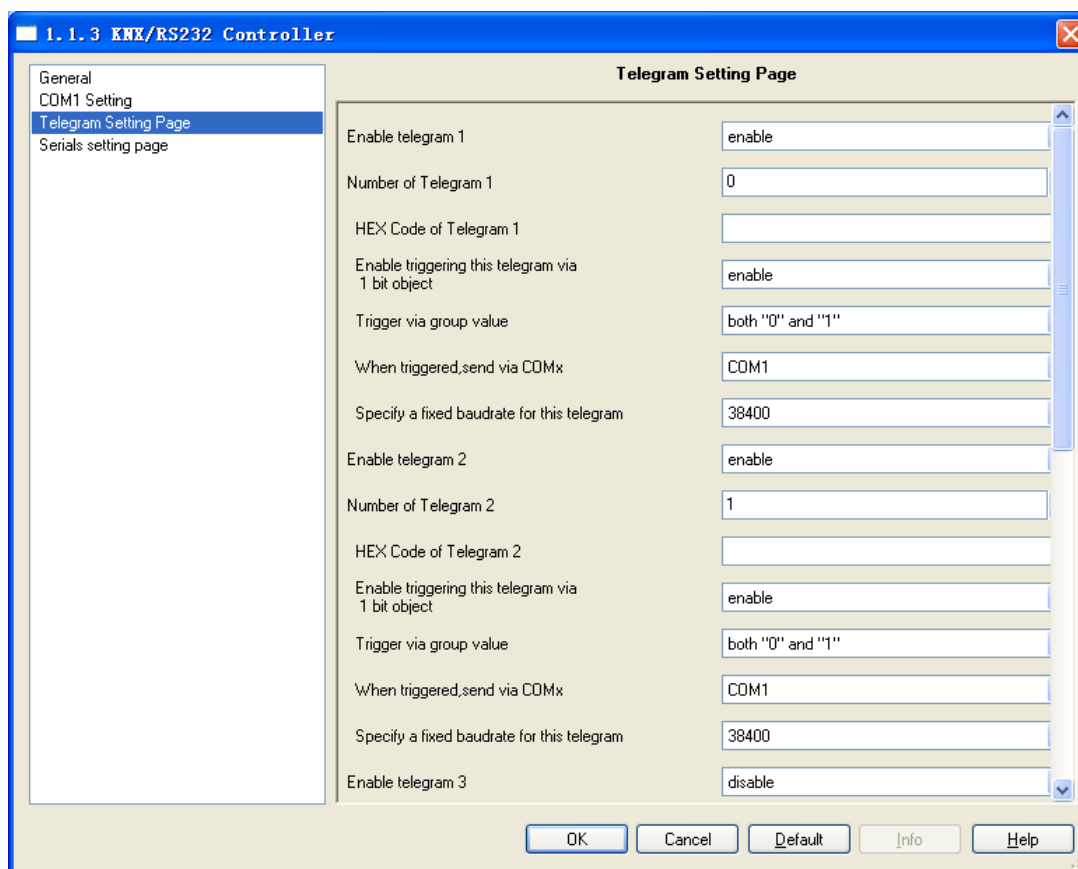 1.1.3 KNX/RS232 Controller
General
COM1 Setting
Telegram Setting Page
Serials setting page
Telegram Setting Page
Enable telegram 1 enable
Number of Telegram 1 0
HEX Code of Telegram 1
Enable triggering this telegram via
1 bit object enable
Trigger via group value both "0" and "1"
When triggered,send via COMx COM1
Specify a fixed baudrate for this telegram 38400
Enable telegram 2 enable
Number of Telegram 2 1
HEX Code of Telegram 2
Enable triggering this telegram via
1 bit object enable
Trigger via group value both "0" and "1"
When triggered,send via COMx COM1
Specify a fixed baudrate for this telegram 38400
Enable telegram 3 disable
OK Cancel Default Info Help